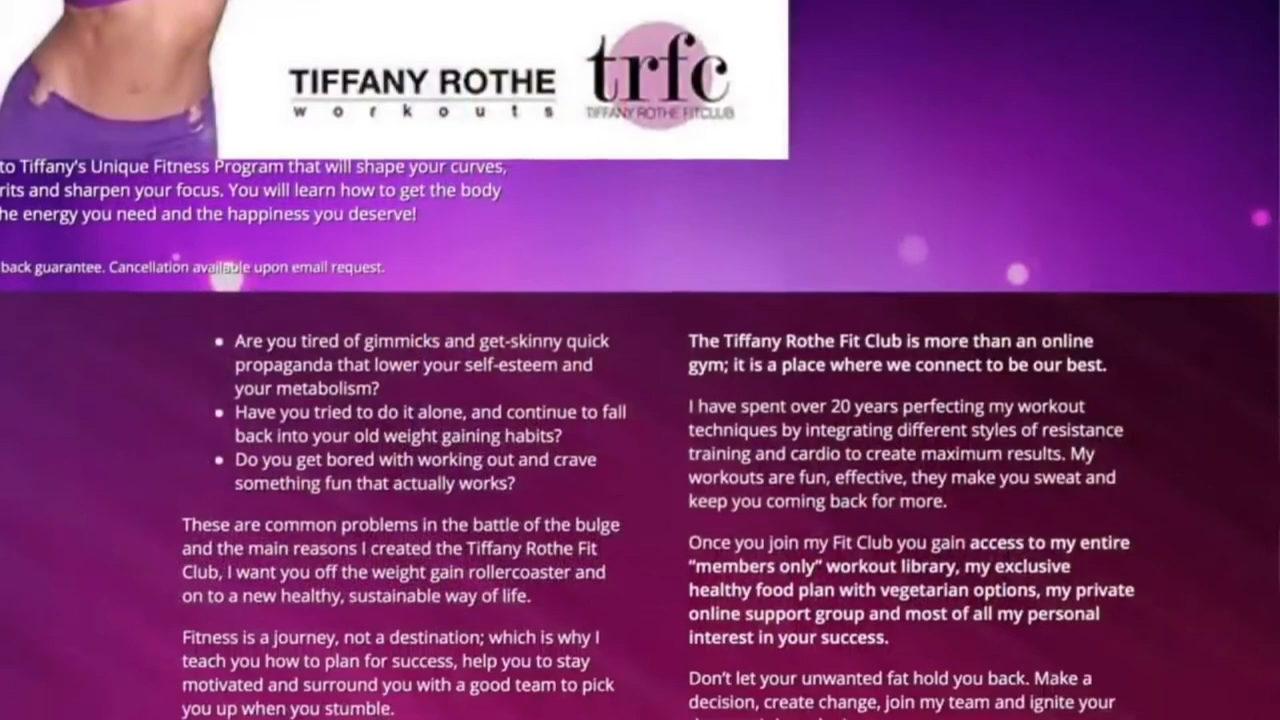 TIFFANY ROTHE
workouts
trfc
TIFFANY ROTHE FITCLUB
to Tiffany's Unique Fitness Program that will shape your curves,
rits and sharpen your focus. You will learn how to get the body
he energy you need and the happiness you deserve!
back guarantee. Cancellation available upon email request.
• Are you tired of gimmicks and get-skinny quick
propaganda that lower your self-esteem and
your metabolism?
• Have you tried to do it alone, and continue to fall
back into your old weight gaining habits?
• Do you get bored with working out and crave
something fun that actually works?
These are common problems in the battle of the bulge
and the main reasons I created the Tiffany Rothe Fit
Club, I want you off the weight gain rollercoaster and
on to a new healthy, sustainable way of life.
Fitness is a journey, not a destination; which is why I
teach you how to plan for success, help you to stay
motivated and surround you with a good team to pick
you up when you stumble.
The Tiffany Rothe Fit Club is more than an online
gym; it is a place where we connect to be our best.
I have spent over 20 years perfecting my workout
techniques by integrating different styles of resistance
training and cardio to create maximum results. My
workouts are fun, effective, they make you sweat and
keep you coming back for more.
Once you join my Fit Club you gain access to my entire
“members only” workout library, my exclusive
healthy food plan with vegetarian options, my private
online support group and most of all my personal
interest in your success.
Don't let your unwanted fat hold you back. Make a
decision, create change, join my team and ignite your